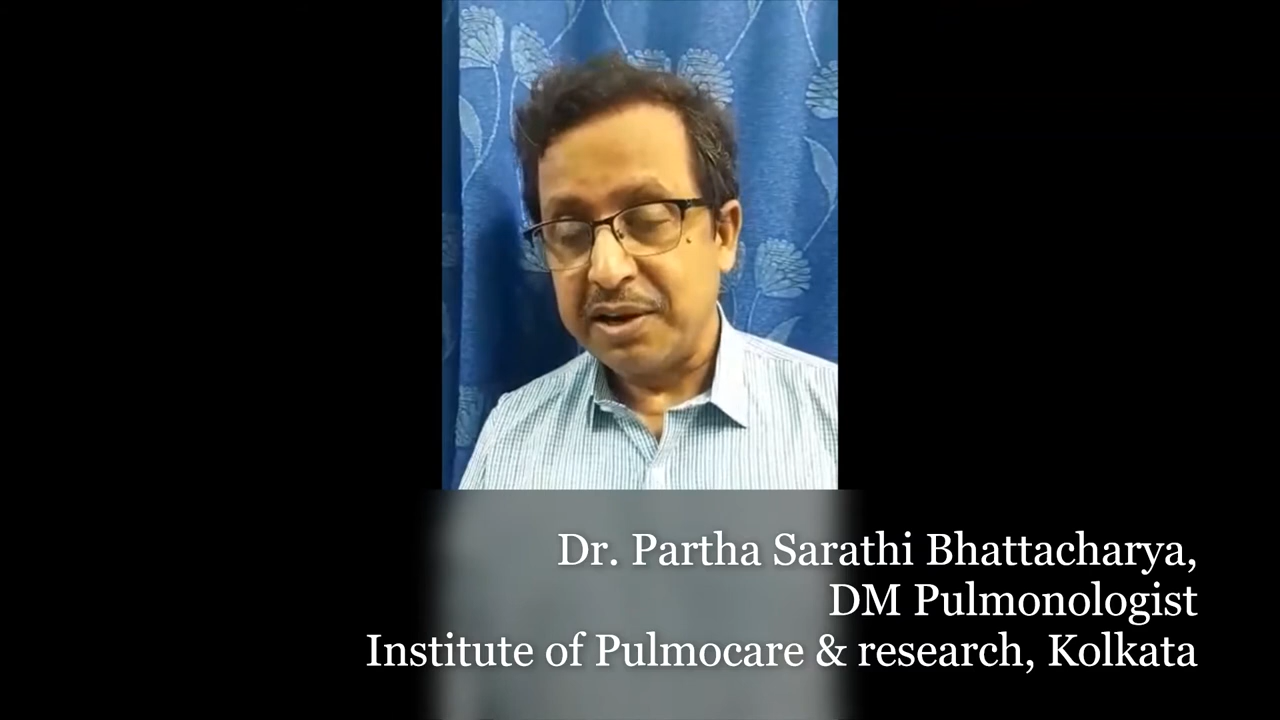 Dr. Partha Sarathi Bhattacharya,
DM Pulmonologist
Institute of Pulmocare & research, Kolkata